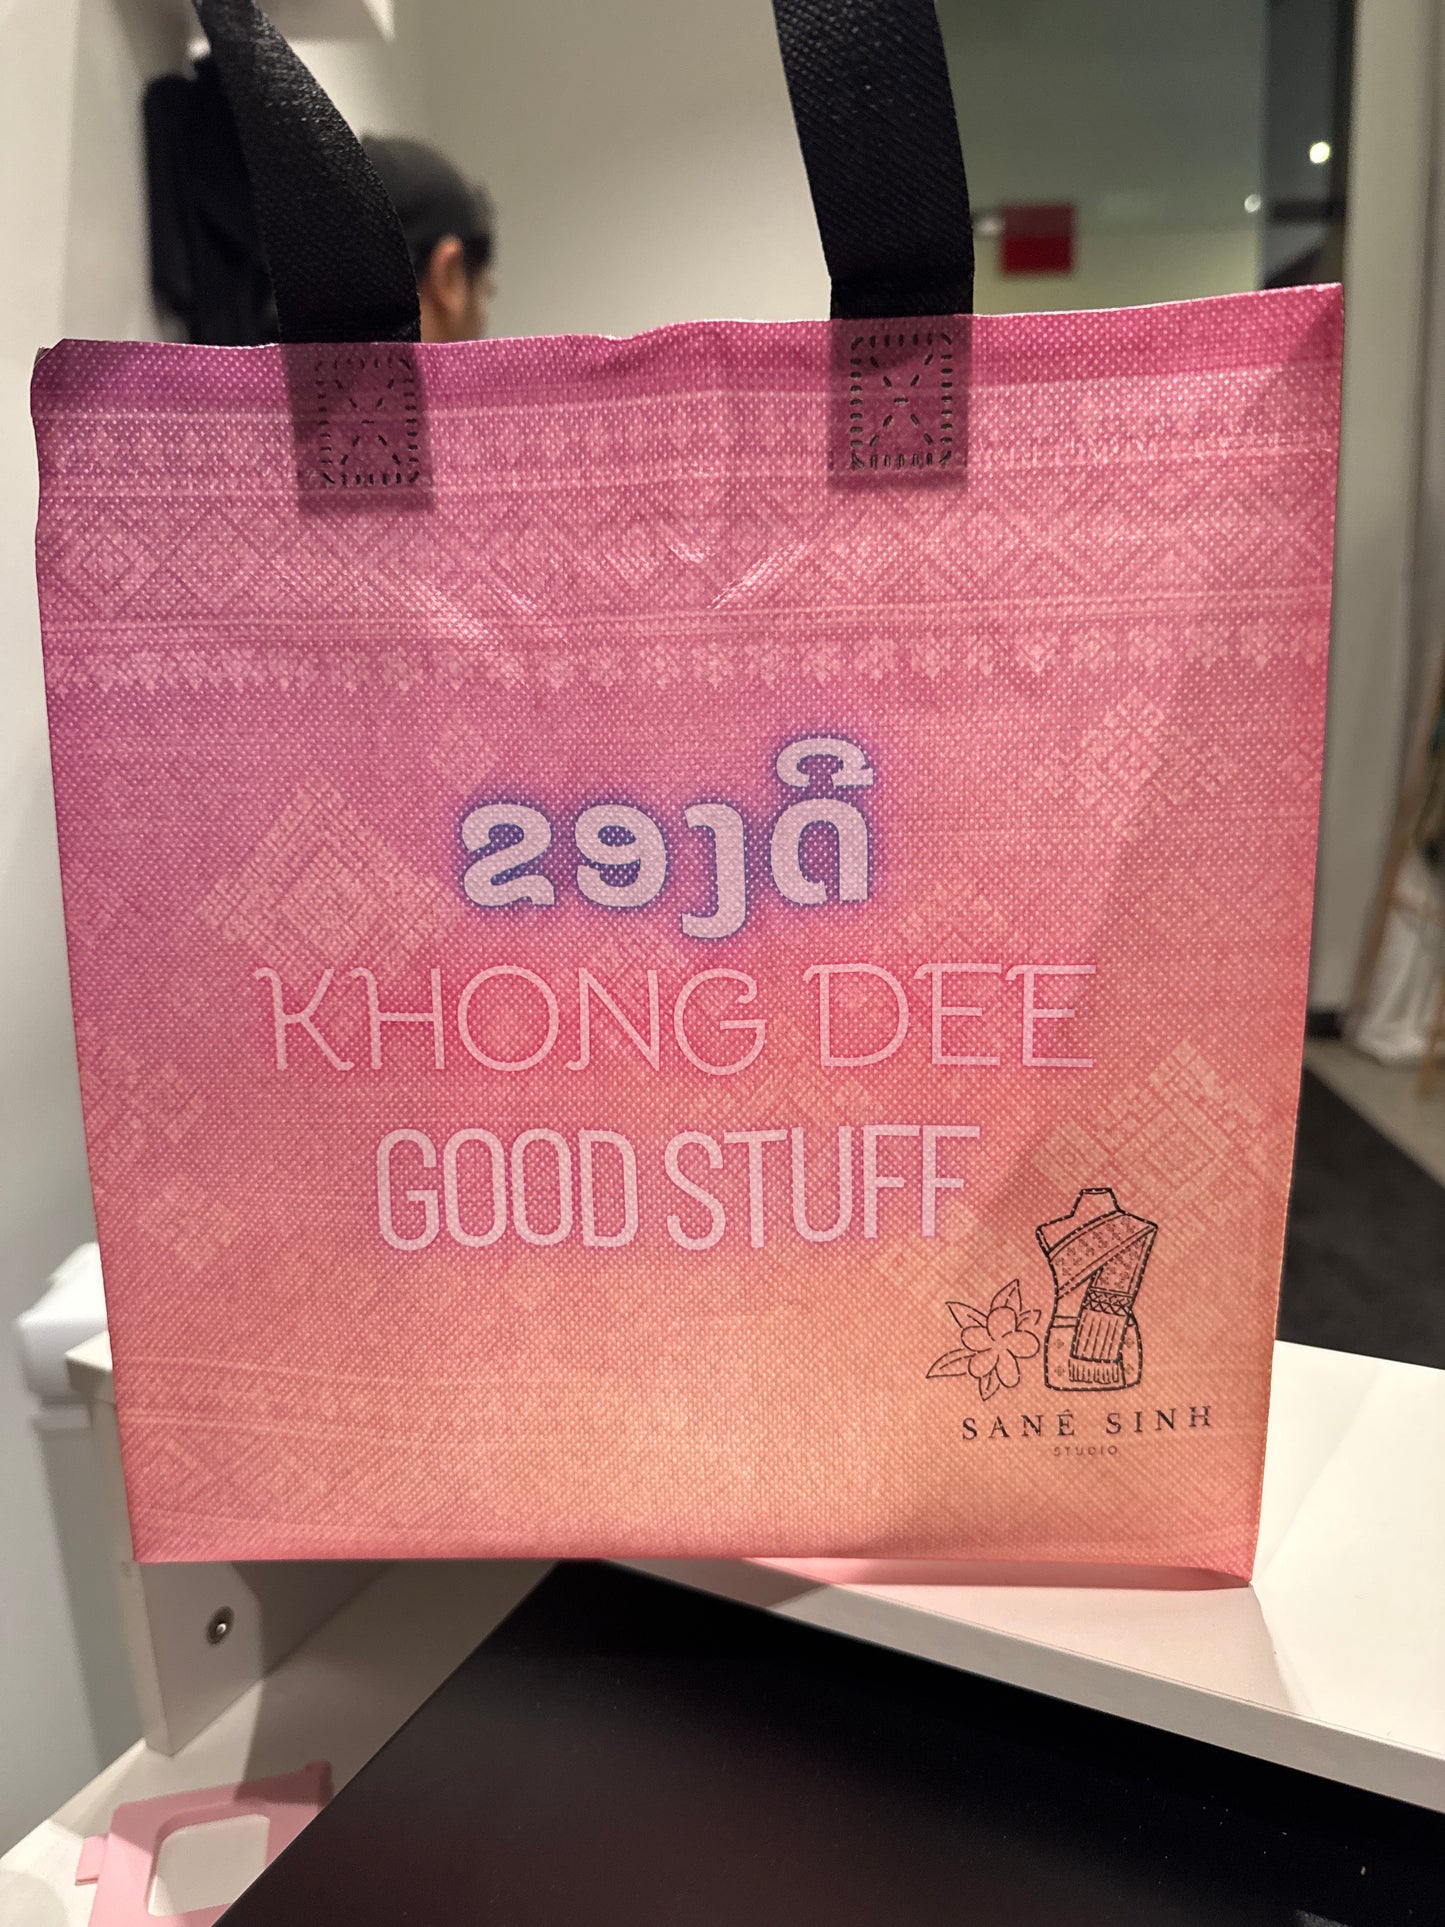 ຂອງດີ
KHONG DEE
GOOD STUFF
SANÉ SINH
STUDIO